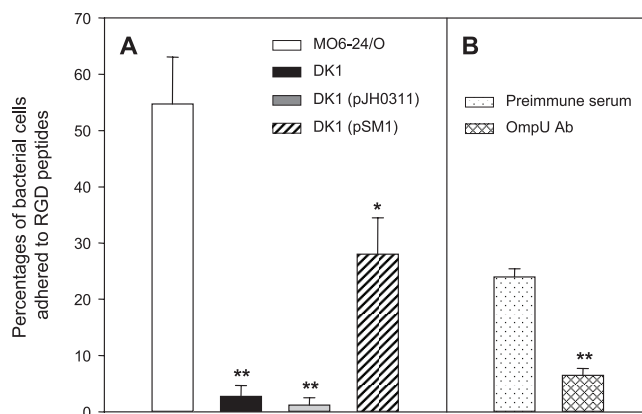 Percentages of bacterial cells
adhered to RGD peptides
70
60
50
40
30
20
10
0
A
MO6-24/O
DK1
DK1 (pJH0311)
DK1 (pSM1)
**
**
*
B
Preimmune serum
OmpU Ab
**